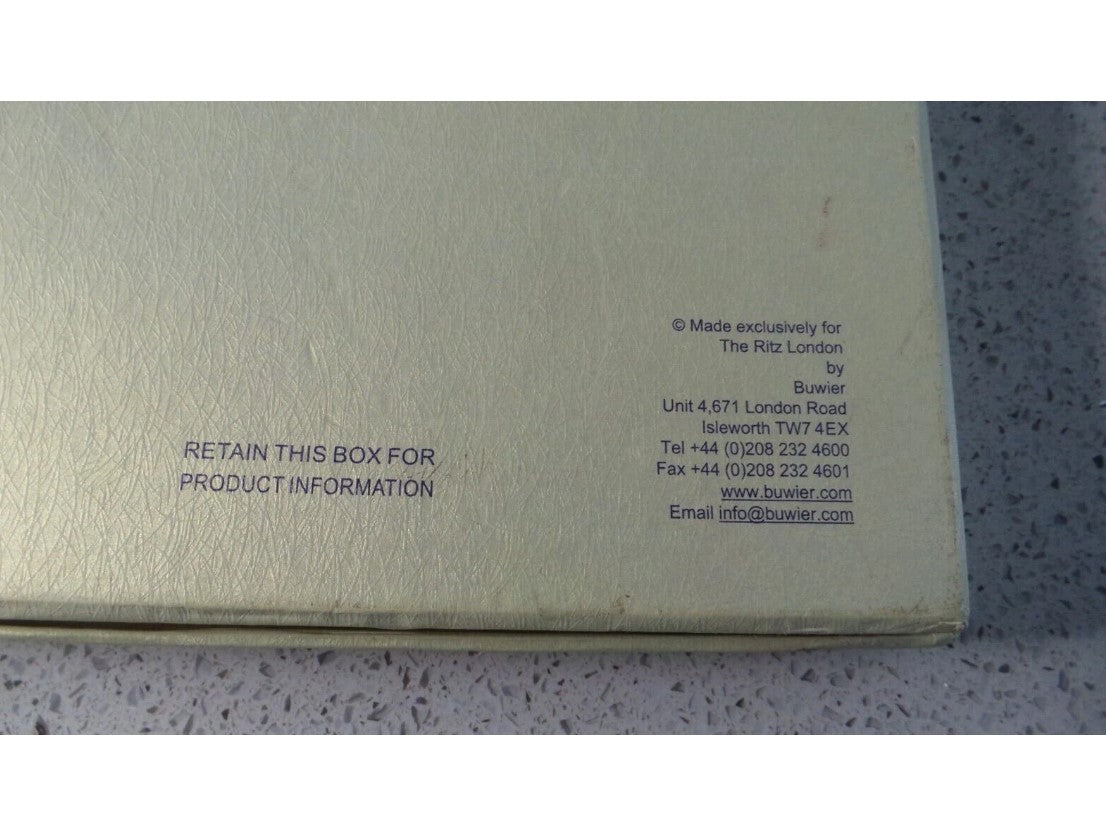 RETAIN THIS BOX FOR
PRODUCT INFORMATION
© Made exclusively for
The Ritz London
by
Buwier
Unit 4,671 London Road
Isleworth TW7 4EX
Tel +44 (0)208 232 4600
Fax +44 (0)208 232 4601
www.buwier.com
Email info@buwier.com